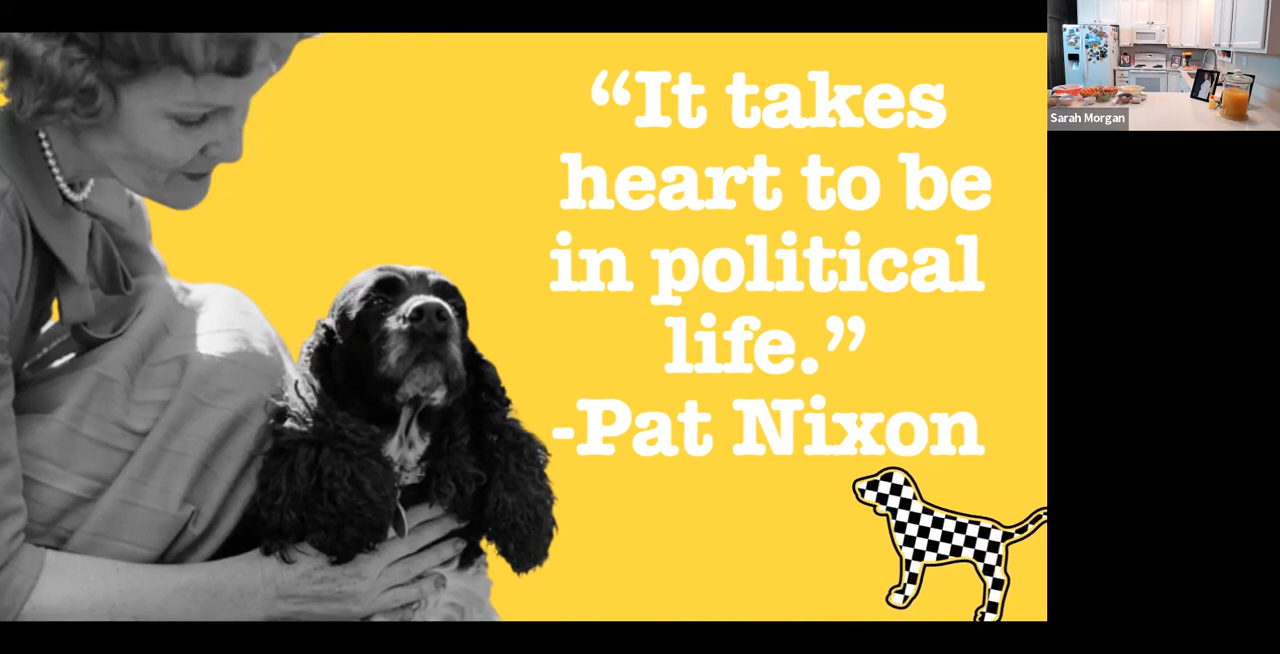 “It takes
heart to be
in political
life.”
-Pat Nixon
Sarah Morgan